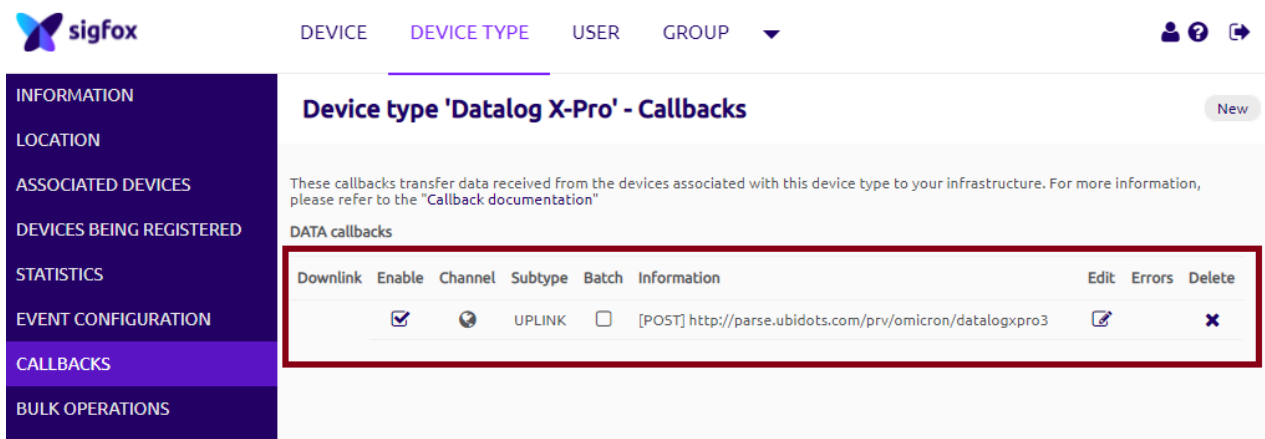 sigfox
DEVICE DEVICE TYPE USER GROUP
INFORMATION
LOCATION
ASSOCIATED DEVICES
DEVICES BEING REGISTERED
STATISTICS
EVENT CONFIGURATION
CALLBACKS
BULK OPERATIONS
Device type 'Datalog X-Pro' - Callbacks
New
These callbacks transfer data received from the devices associated with this device type to your infrastructure. For more information,
please refer to the "Callback documentation"
DATA callbacks
Downlink Enable Channel Subtype Batch Information Edit Errors Delete
UPLINK [POST] http://parse.ubidots.com/prv/omicron/datalogxpro3